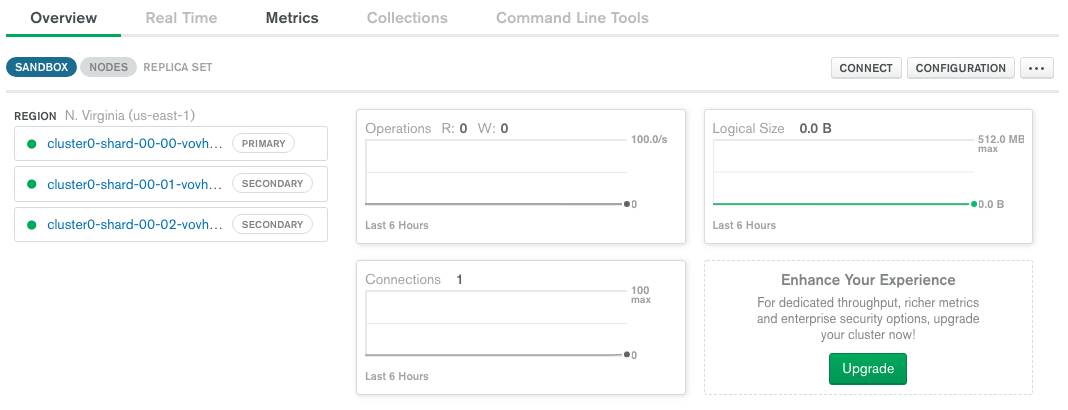 Overview Real Time Metrics Collections Command Line Tools
SANDBOX NODES REPLICA SET CONNECT CONFIGURATION ...
REGION N. Virginia (us-east-1)
cluster0-shard-00-00-vovh... PRIMARY
cluster0-shard-00-01-vovh... SECONDARY
cluster0-shard-00-02-vovh... SECONDARY
Operations R: 0 W: 0
100.0/s
0
Last 6 Hours
Logical Size 0.0 B
512.0 MB
max
0.0 B
Last 6 Hours
Connections 1
100
max
0
Last 6 Hours
Enhance Your Experience
For dedicated throughput, richer metrics
and enterprise security options, upgrade
your cluster now!
Upgrade